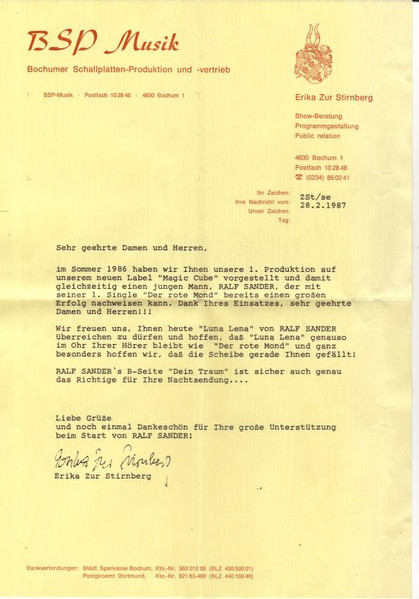 BSP Musik
Bochumer Schallplatten-Produktion und -vertrieb
BSP-Musik · Postfach 10 28 46 · 4630 Bochum 1
Erika Zur Stirnberg
Show-Beratung
Programmgestaltung
Public relation
4630 Bochum 1
Postfach 10 28 46
☎ (0234) 86 02 41
Ihr Zeichen:
Ihre Nachricht vom:
Unser Zeichen:
Tag:
ZSt/se
28.2.1987
Sehr geehrte Damen und Herren,
im Sommer 1986 haben wir Ihnen unsere 1. Produktion auf
unserem neuen Label "Magic Cube" vorgestellt und damit
gleichzeitig einen jungen Mann, RALF SANDER, der mit
seiner 1. Single "Der rote Mond" bereits einen großen
Erfolg nachweisen kann. Dank Ihres Einsatzes, sehr geehrte
Damen und Herren!!!
Wir freuen uns, Ihnen heute "Luna Lena" von RALF SANDER
überreichen zu dürfen und hoffen, daß "Luna Lena" genauso
im Ohr Ihrer Hörer bleibt wie "Der rote Mond" und ganz
besonders hoffen wir, daß die Scheibe gerade Ihnen gefällt!
RALF SANDER`s B-Seite "Dein Traum" ist sicher auch genau
das Richtige für Ihre Nachtsendung....
Liebe Grüße
und noch einmal Dankeschön für Ihre große Unterstützung
beim Start von RALF SANDER!
Erika Zur Stirnberg
Erika Zur Stirnberg
Bankverbindungen: Städt. Sparkasse Bochum, Kto.-Nr. 363 012 98 (BLZ 430 500 01)
Postgiroamt Dortmund, Kto.-Nr. 821 63-469 (BLZ 440 100 46)